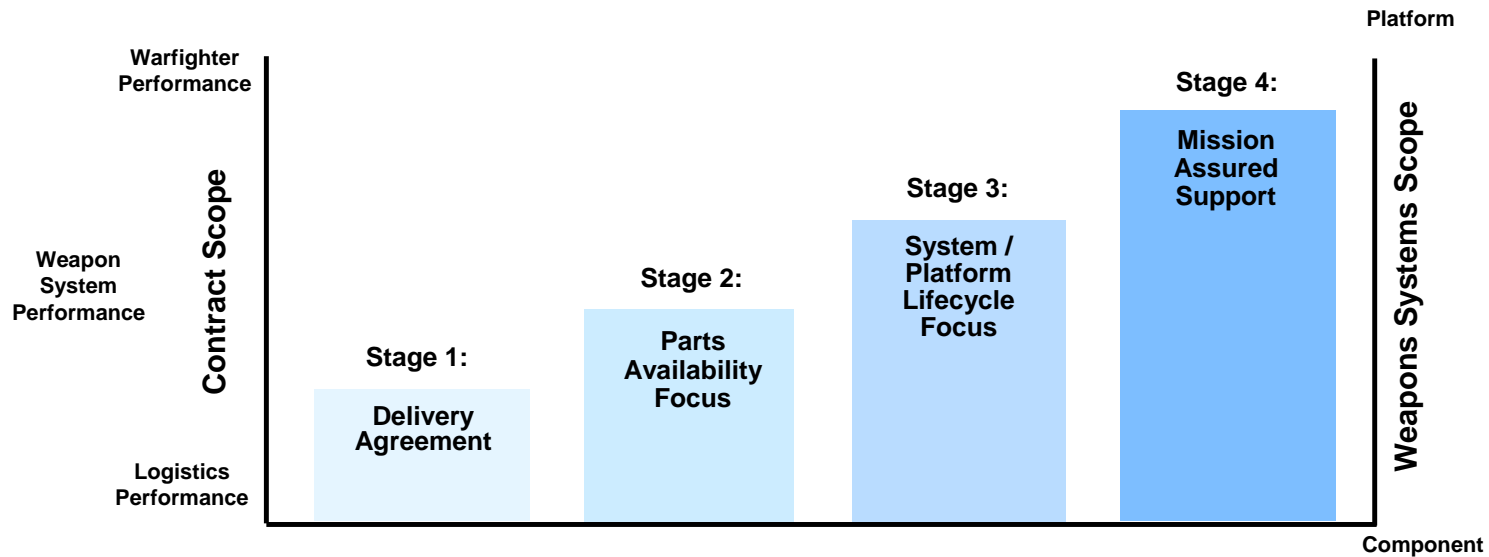 Platform
Warfighter
Performance
Stage 4:
Mission
Assured
Support
Stage 3:
System /
Platform
Lifecycle
Focus
Stage 2:
Parts
Availability
Focus
Stage 1:
Delivery
Agreement
Contract Scope
Weapon
System
Performance
Logistics
Performance
Weapons Systems Scope
Component